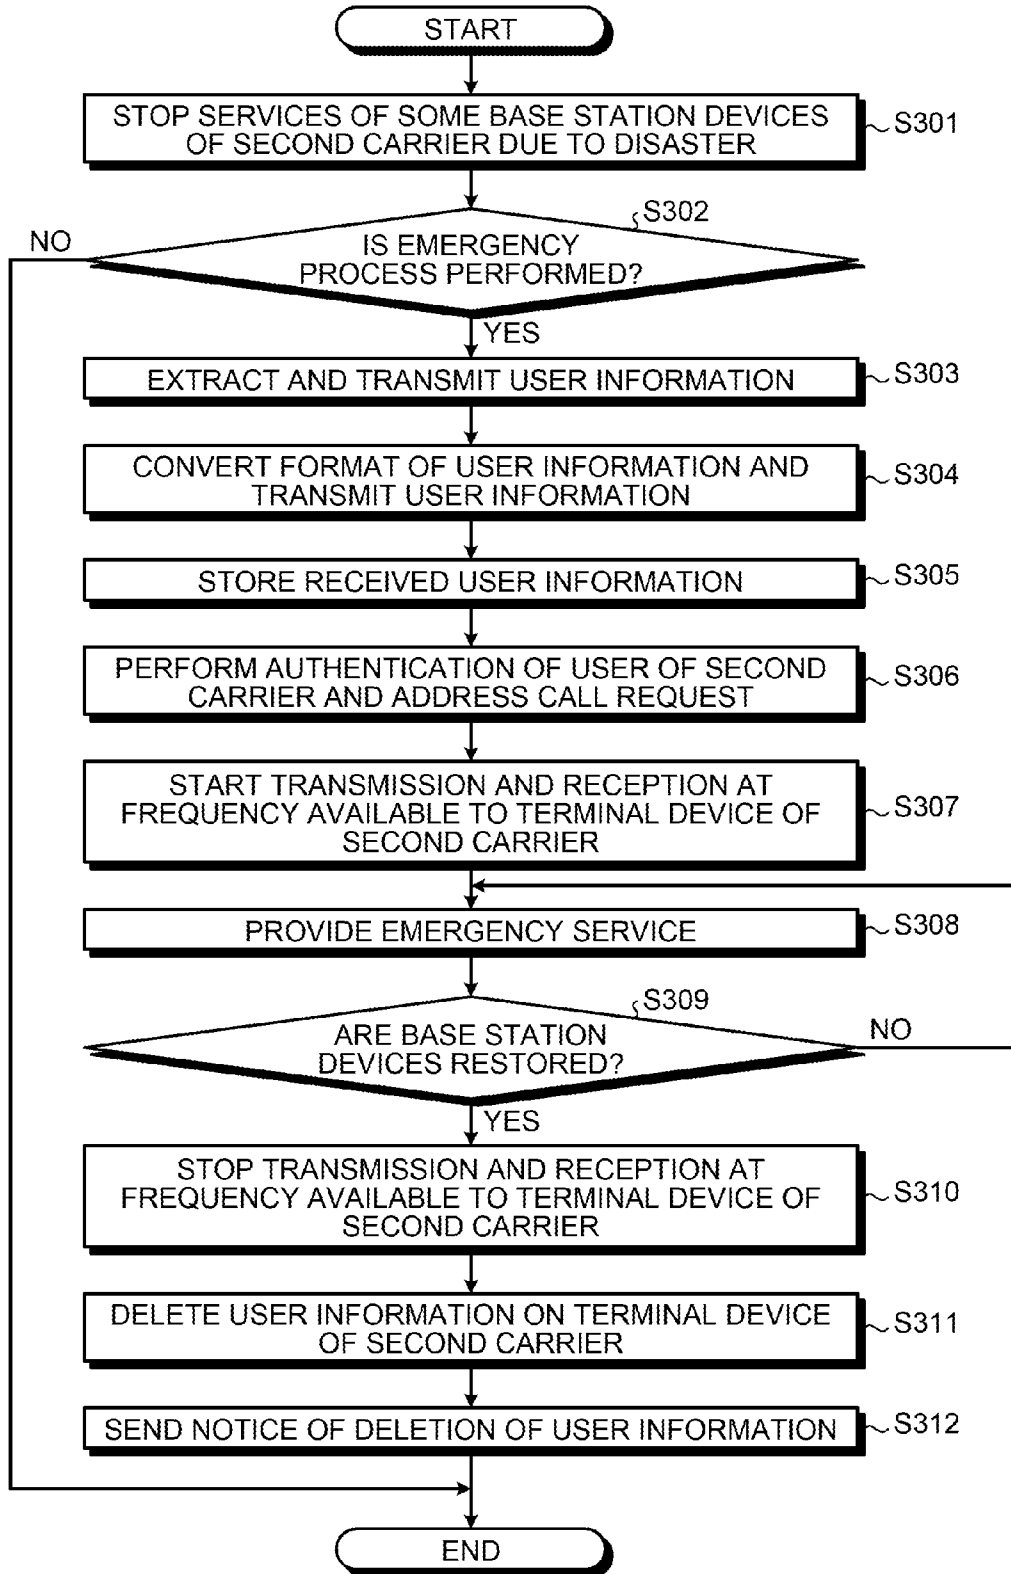 START
STOP SERVICES OF SOME BASE STATION DEVICES
OF SECOND CARRIER DUE TO DISASTER
S301
S302
NO
IS EMERGENCY
PROCESS PERFORMED?
YES
EXTRACT AND TRANSMIT USER INFORMATION
S303
CONVERT FORMAT OF USER INFORMATION AND
TRANSMIT USER INFORMATION
S304
STORE RECEIVED USER INFORMATION
S305
PERFORM AUTHENTICATION OF USER OF SECOND
CARRIER AND ADDRESS CALL REQUEST
S306
START TRANSMISSION AND RECEPTION AT
FREQUENCY AVAILABLE TO TERMINAL DEVICE OF
SECOND CARRIER
S307
PROVIDE EMERGENCY SERVICE
S308
S309
ARE BASE STATION
DEVICES RESTORED?
NO
YES
STOP TRANSMISSION AND RECEPTION AT
FREQUENCY AVAILABLE TO TERMINAL DEVICE OF
SECOND CARRIER
S310
DELETE USER INFORMATION ON TERMINAL DEVICE
OF SECOND CARRIER
S311
SEND NOTICE OF DELETION OF USER INFORMATION
S312
END